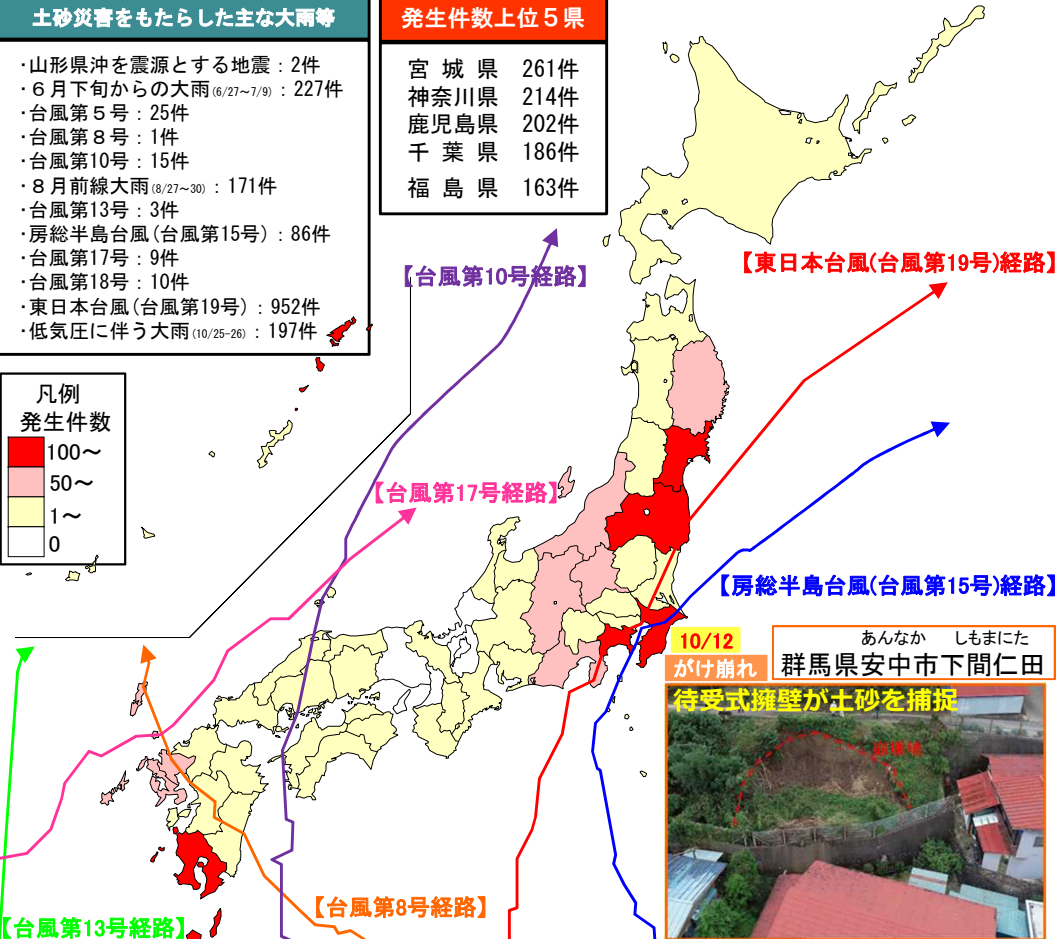 土砂災害をもたらした主な大雨等
・山形県沖を震源とする地震：2件
・６月下旬からの大雨(6/27～7/9)：227件
・台風第５号：25件
・台風第８号：1件
・台風第10号：15件
・８月前線大雨(8/27～30)：171件
・台風第13号：3件
・房総半島台風(台風第15号)：86件
・台風第17号：9件
・台風第18号：10件
・東日本台風(台風第19号)：952件
・低気圧に伴う大雨(10/25-26)：197件
発生件数上位５県
宮城県 261件
神奈川県 214件
鹿児島県 202件
千葉県 186件
福島県 163件
凡例
発生件数
100～
50～
1～
0
【台風第10号経路】
【東日本台風(台風第19号)経路】
【台風第17号経路】
【房総半島台風(台風第15号)経路】
10/12
がけ崩れ
あんなか しもまにた
群馬県安中市下間仁田
待受式擁壁が土砂を捕捉
【台風第8号経路】
【台風第13号経路】